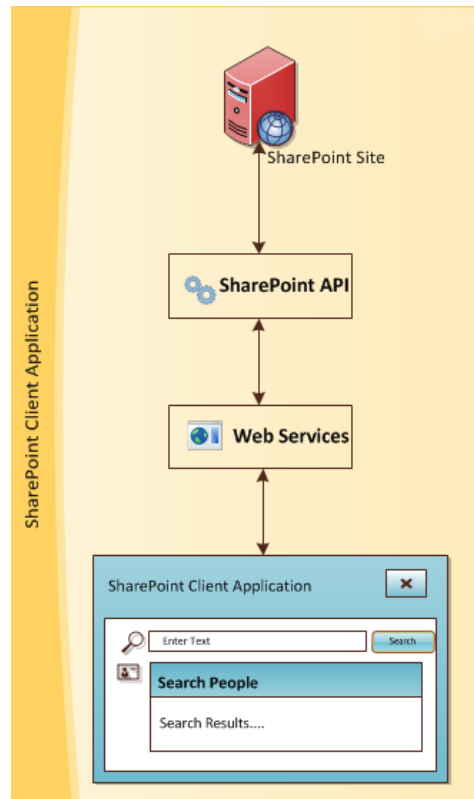 SharePoint Client Application
SharePoint Site
SharePoint API
Web Services
SharePoint Client Application
Enter Text
Search
Search People
Search Results....